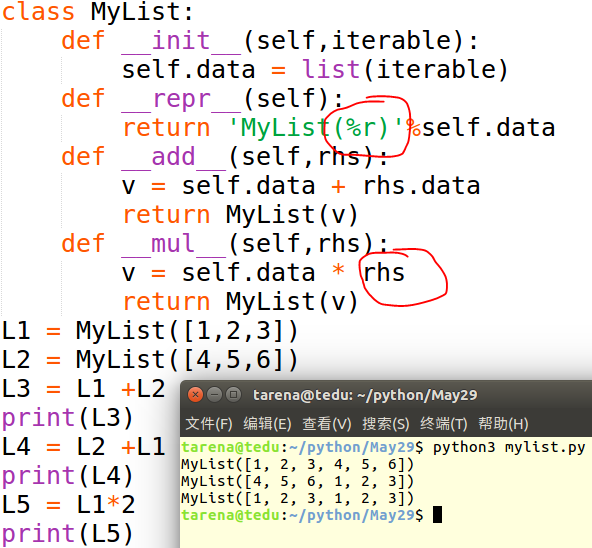 class MyList:
    def __init__(self,iterable):
        self.data = list(iterable)
    def __repr__(self):
        return 'MyList(%r)'%self.data
    def __add__(self,rhs):
        v = self.data + rhs.data
        return MyList(v)
    def __mul__(self,rhs):
        v = self.data * rhs
        return MyList(v)
L1 = MyList([1,2,3])
L2 = MyList([4,5,6])
L3 = L1 +L2
print(L3)
L4 = L2 +L1
print(L4)
L5 = L1*2
print(L5)
tarena@tedu: ~/python/May29
文件(F) 编辑(E) 查看(V) 搜索(S) 终端(T) 帮助(H)
tarena@tedu:~/python/May29$ python3 mylist.py
MyList([1, 2, 3, 4, 5, 6])
MyList([4, 5, 6, 1, 2, 3])
MyList([1, 2, 3, 1, 2, 3])
tarena@tedu:~/python/May29$